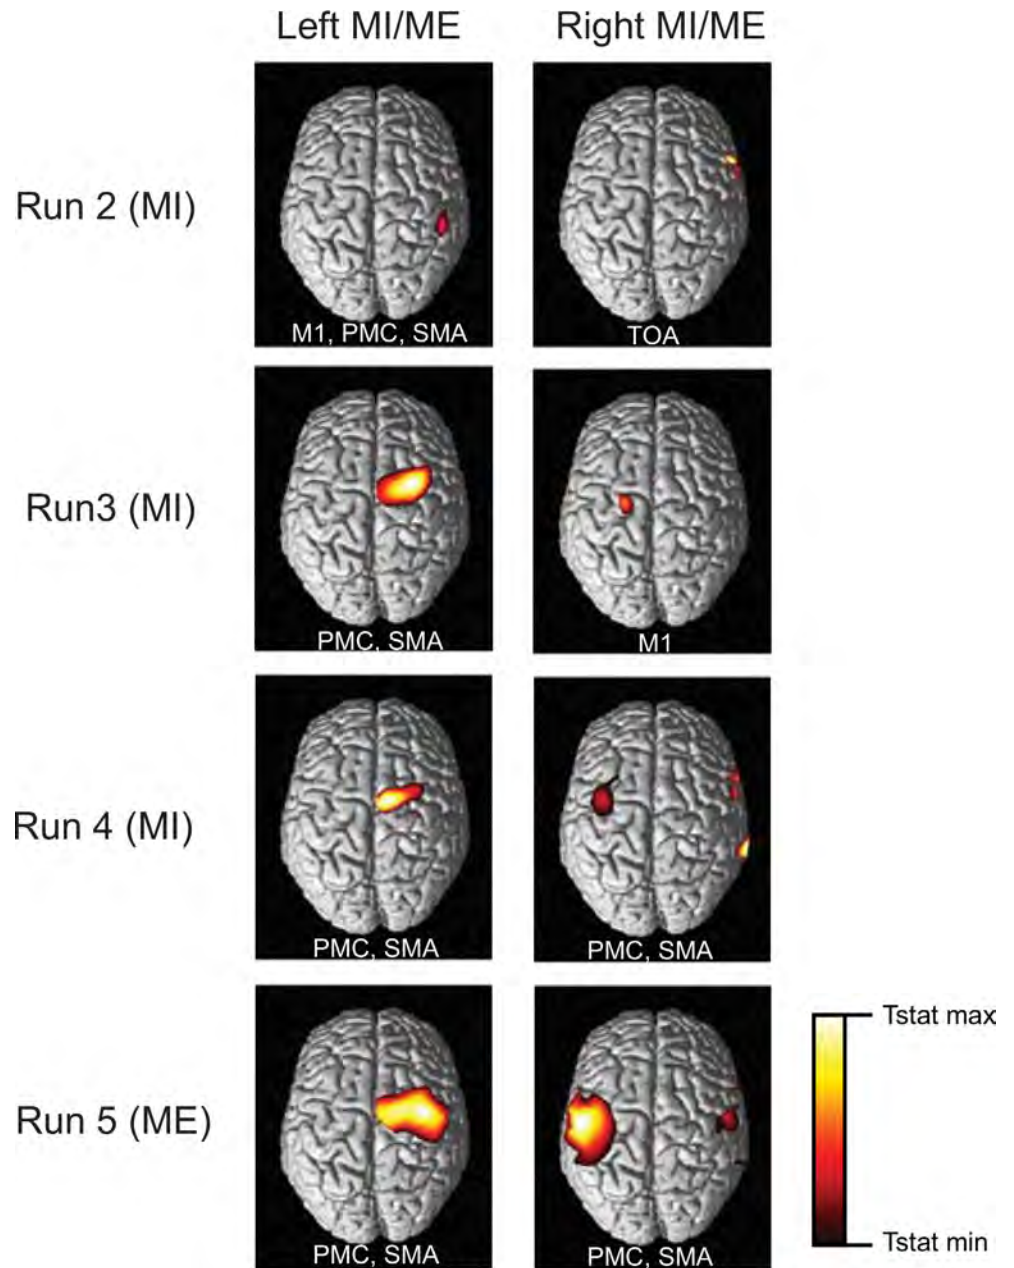 Left MI/ME Right MI/ME
Run 2 (MI)
M1, PMC, SMA TOA
Run3 (MI)
PMC, SMA M1
Run 4 (MI)
PMC, SMA PMC, SMA
Tstat max
Run 5 (ME)
Tstat min
PMC, SMA PMC, SMA